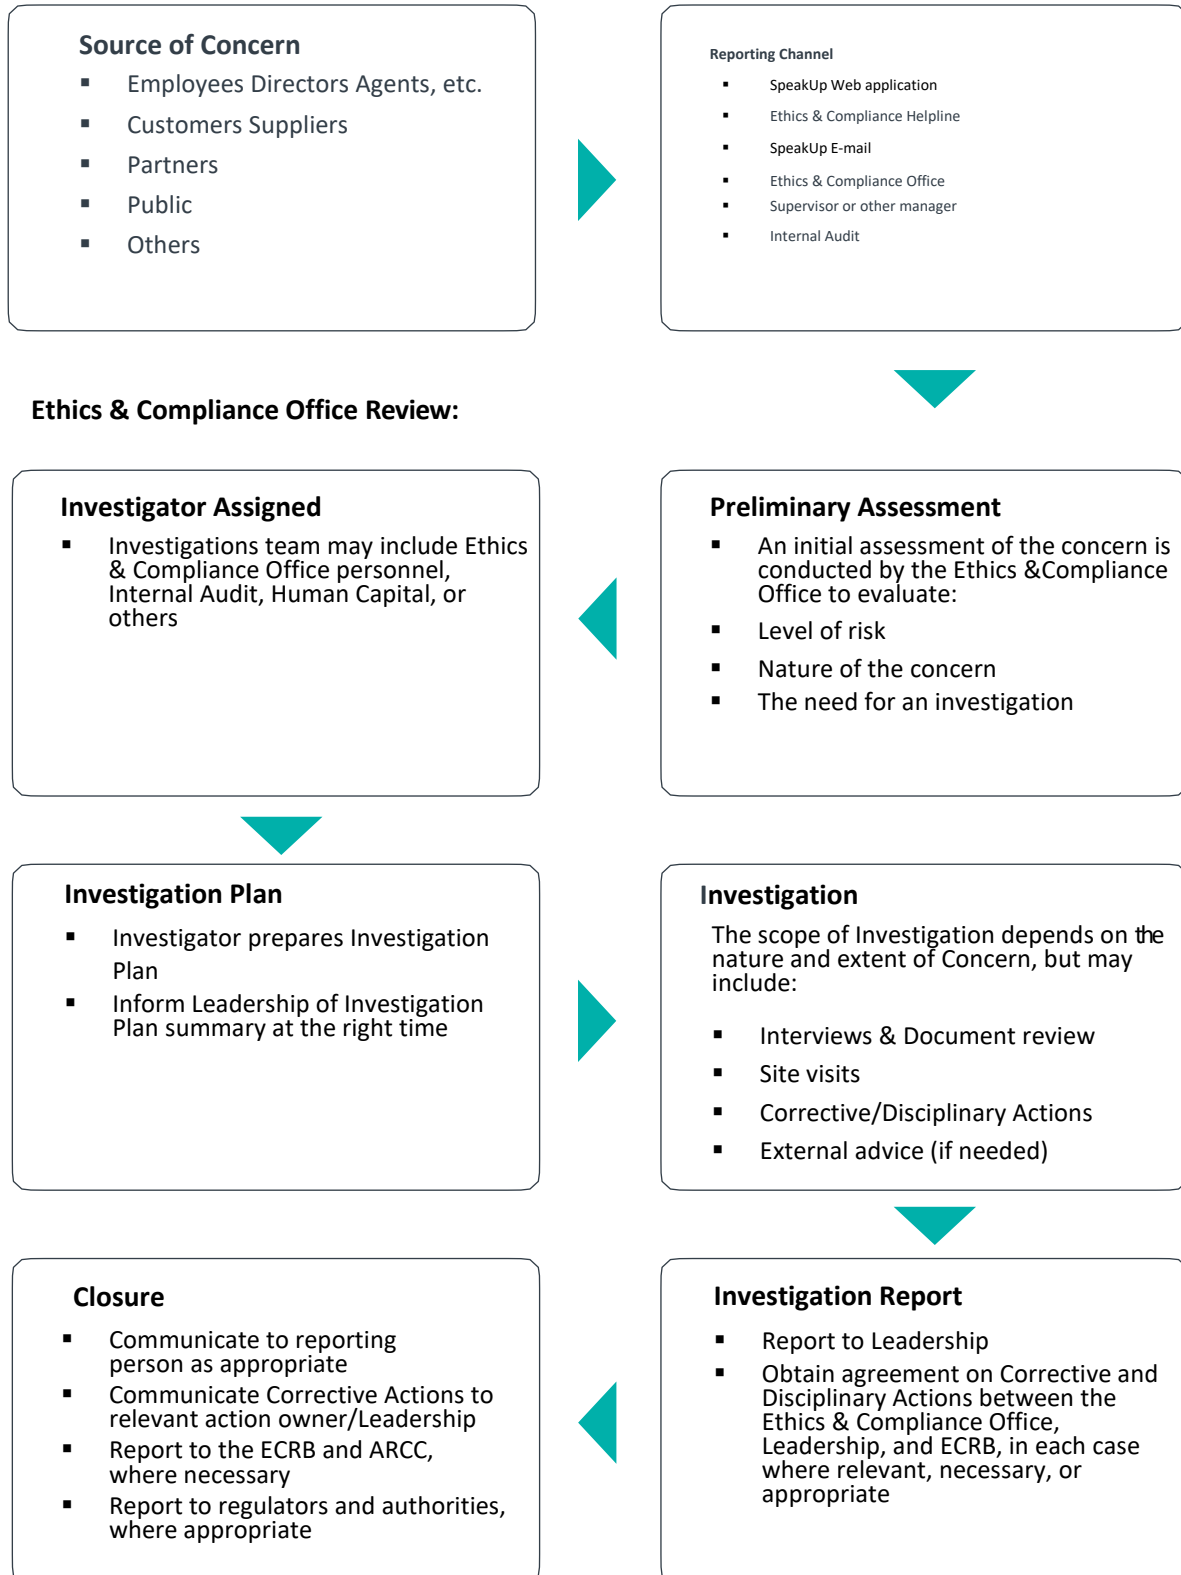 Source of Concern
▪ Employees Directors Agents, etc.
▪ Customers Suppliers
▪ Partners
▪ Public
▪ Others
Reporting Channel
▪ SpeakUp Web application
▪ Ethics & Compliance Helpline
▪ SpeakUp E-mail
▪ Ethics & Compliance Office
▪ Supervisor or other manager
▪ Internal Audit
Ethics & Compliance Office Review:
Investigator Assigned
▪ Investigations team may include Ethics
& Compliance Office personnel,
Internal Audit, Human Capital, or
others
Preliminary Assessment
▪ An initial assessment of the concern is
conducted by the Ethics &Compliance
Office to evaluate:
▪ Level of risk
▪ Nature of the concern
▪ The need for an investigation
Investigation Plan
▪ Investigator prepares Investigation
Plan
▪ Inform Leadership of Investigation
Plan summary at the right time
Investigation
The scope of Investigation depends on the
nature and extent of Concern, but may
include:
▪ Interviews & Document review
▪ Site visits
▪ Corrective/Disciplinary Actions
▪ External advice (if needed)
Closure
▪ Communicate to reporting
person as appropriate
▪ Communicate Corrective Actions to
relevant action owner/Leadership
▪ Report to the ECRB and ARCC,
where necessary
▪ Report to regulators and authorities,
where appropriate
Investigation Report
▪ Report to Leadership
▪ Obtain agreement on Corrective and
Disciplinary Actions between the
Ethics & Compliance Office,
Leadership, and ECRB, in each case
where relevant, necessary, or
appropriate